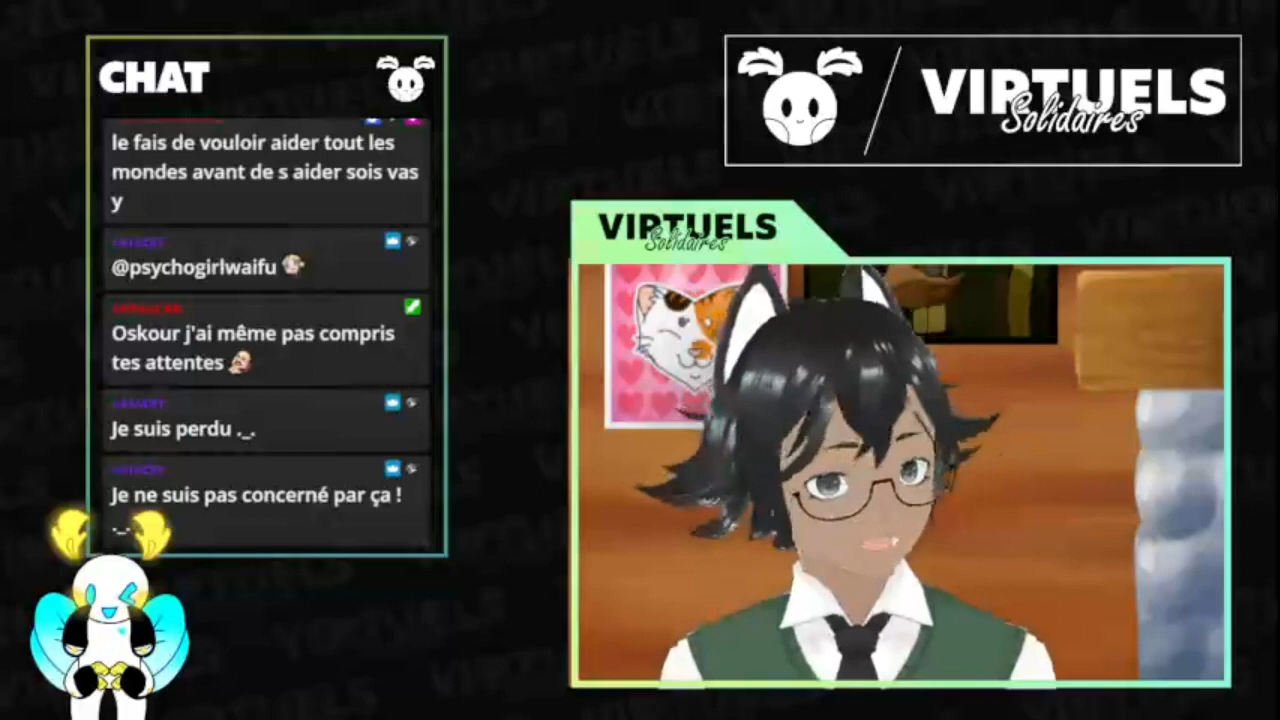 CHAT
le fais de vouloir aider tout les
mondes avant de s aider sois vas
y
@psychogirlwaifu
Oskour j'ai même pas compris
tes attentes
Je suis perdu ._.
Je ne suis pas concerné par ça !
._.
VIRTUELS
Solidaires
VIRTUELS
Solidaires